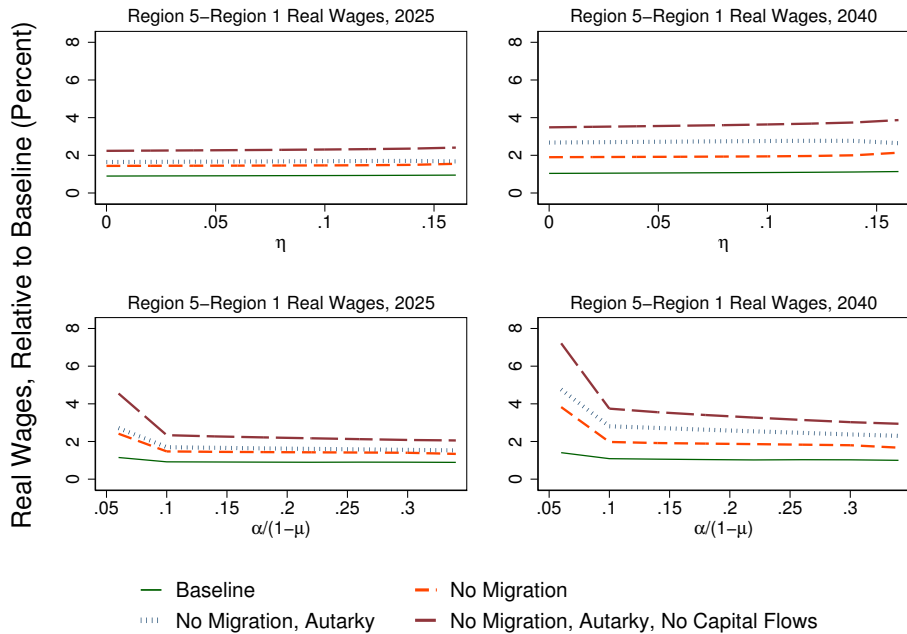 Real Wages, Relative to Baseline (Percent)
Region 5−Region 1 Real Wages, 2025
8
6
4
2
0
0 .05 .1 .15
η
Region 5−Region 1 Real Wages, 2040
8
6
4
2
0
0 .05 .1 .15
η
Region 5−Region 1 Real Wages, 2025
8
6
4
2
0
.05 .1 .15 .2 .25 .3
α/(1−μ)
Region 5−Region 1 Real Wages, 2040
8
6
4
2
0
.05 .1 .15 .2 .25 .3
α/(1−μ)
Baseline
No Migration
No Migration, Autarky
No Migration, Autarky, No Capital Flows